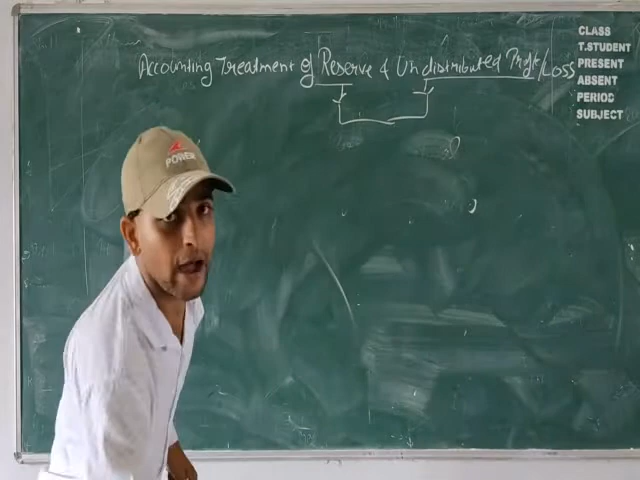 Accounting Treatment of Reserve & Undistributed Profit/Loss
CLASS
T.STUDENT
PRESENT
ABSENT
PERIOD
SUBJECT
POWER